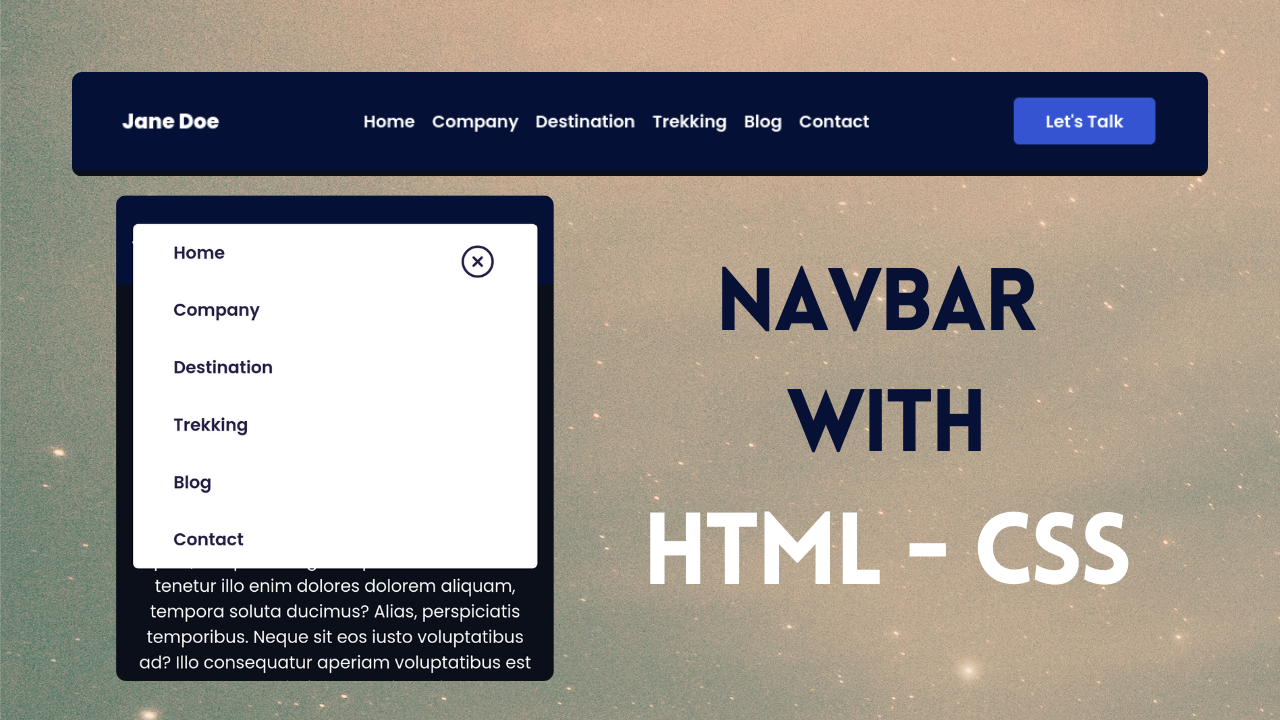 Jane Doe Home Company Destination Trekking Blog Contact Let's Talk
Home
Company
Destination
Trekking
Blog
Contact
tenetur illo enim dolores dolorem aliquam,
tempora soluta ducimus? Alias, perspiciatis
temporibus. Neque sit eos iusto voluptatibus
ad? Illo consequatur aperiam voluptatibus est
NAVBAR
WITH
HTML - CSS